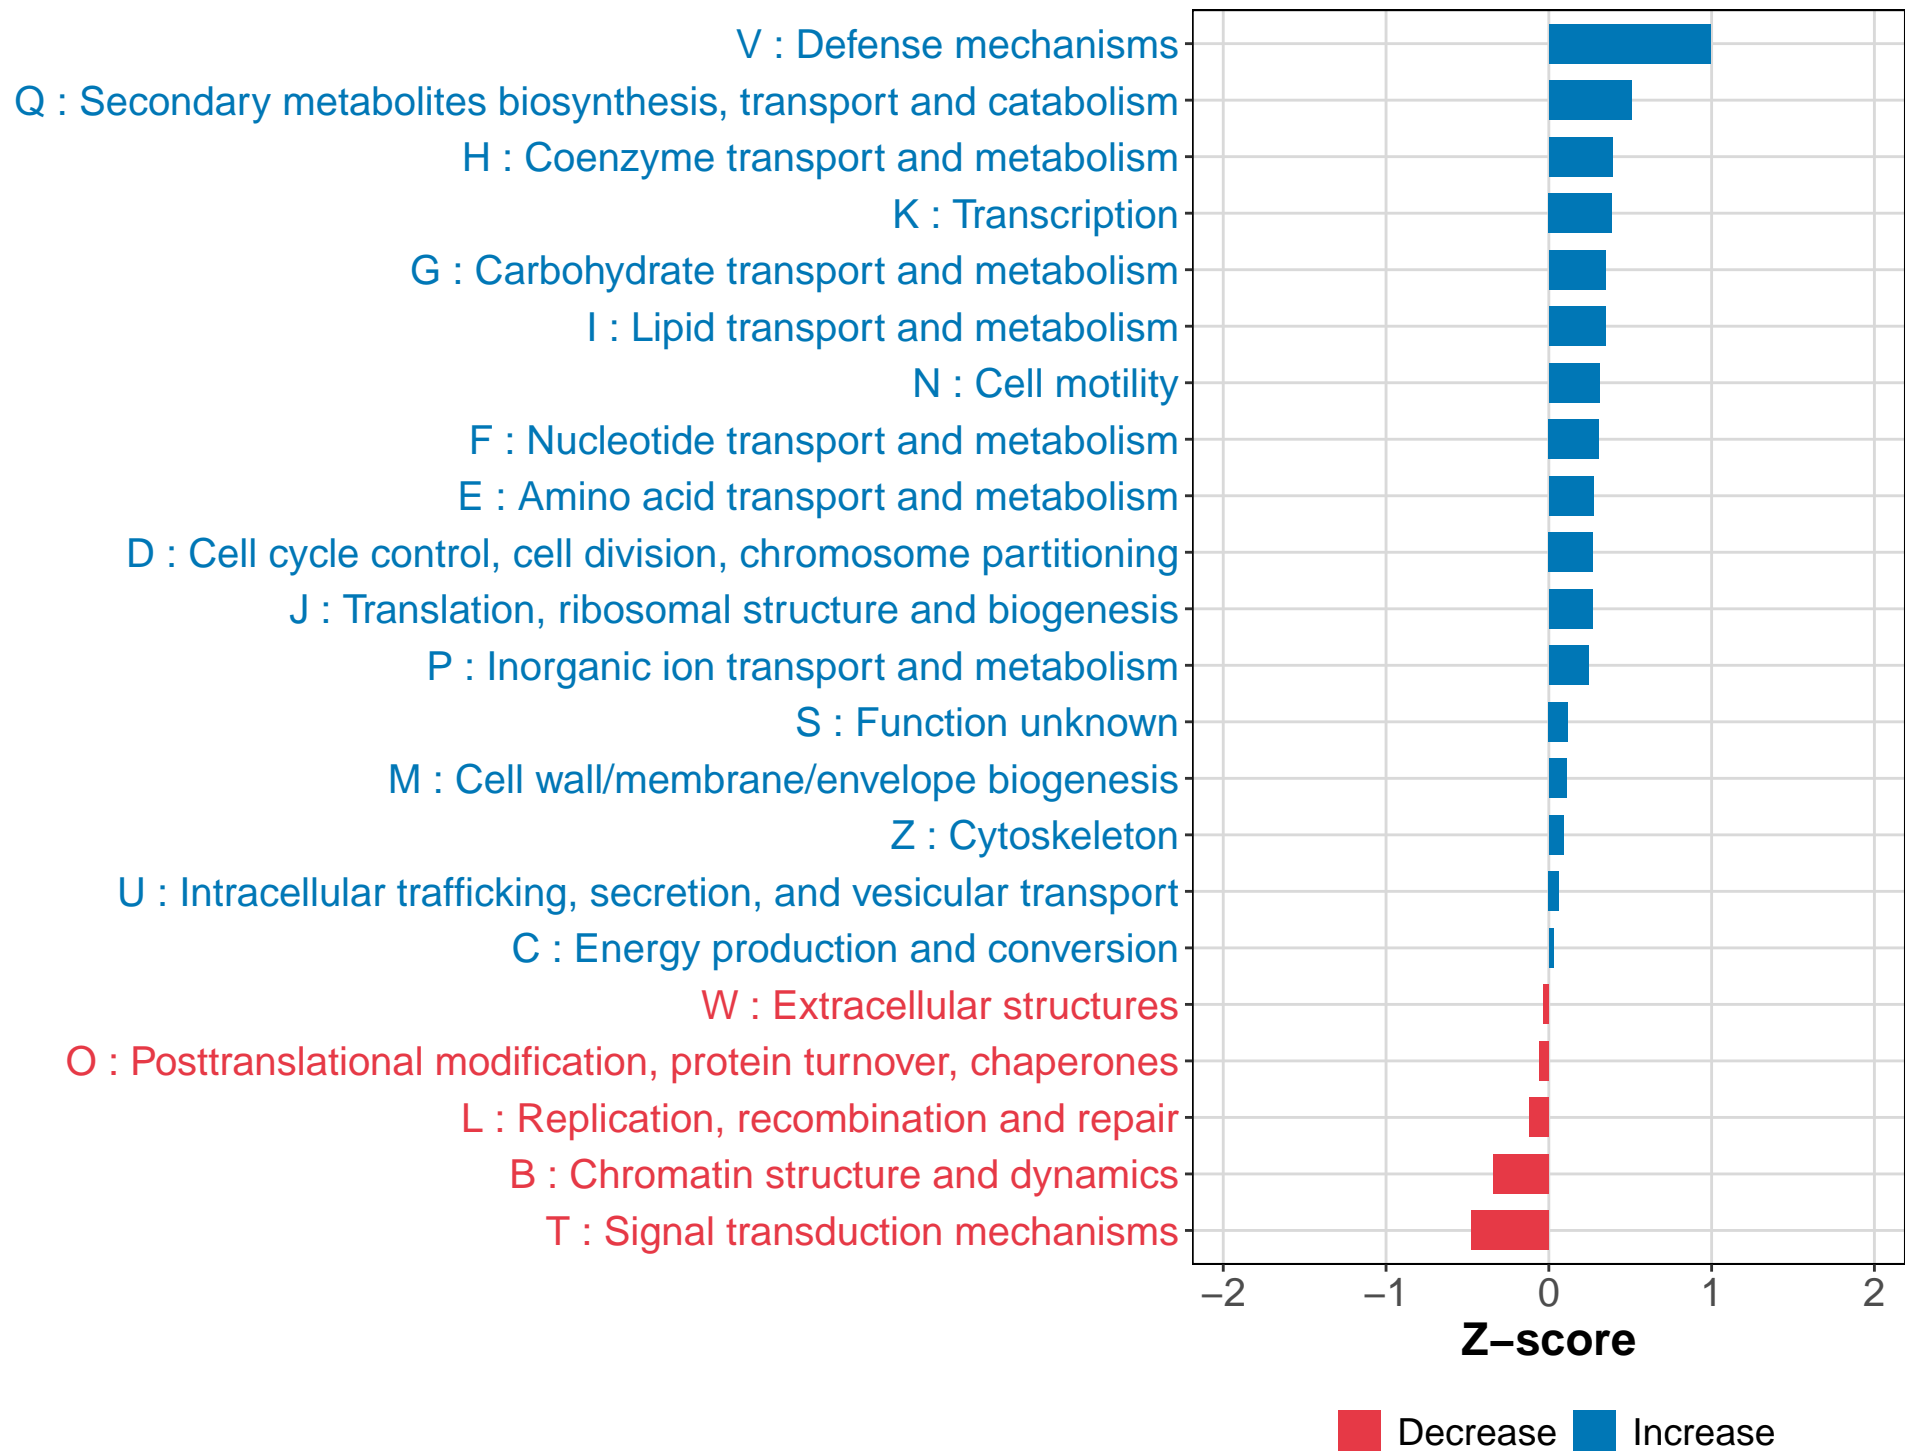 V : Defense mechanisms
Q : Secondary metabolites biosynthesis, transport and catabolism
H : Coenzyme transport and metabolism
K : Transcription
G : Carbohydrate transport and metabolism
I : Lipid transport and metabolism
N : Cell motility
F : Nucleotide transport and metabolism
E : Amino acid transport and metabolism
D : Cell cycle control, cell division, chromosome partitioning
J : Translation, ribosomal structure and biogenesis
P : Inorganic ion transport and metabolism
S : Function unknown
M : Cell wall/membrane/envelope biogenesis
Z : Cytoskeleton
U : Intracellular trafficking, secretion, and vesicular transport
C : Energy production and conversion
W : Extracellular structures
O : Posttranslational modification, protein turnover, chaperones
L : Replication, recombination and repair
B : Chromatin structure and dynamics
T : Signal transduction mechanisms
−2 −1 0 1 2
Z−score
Decrease Increase